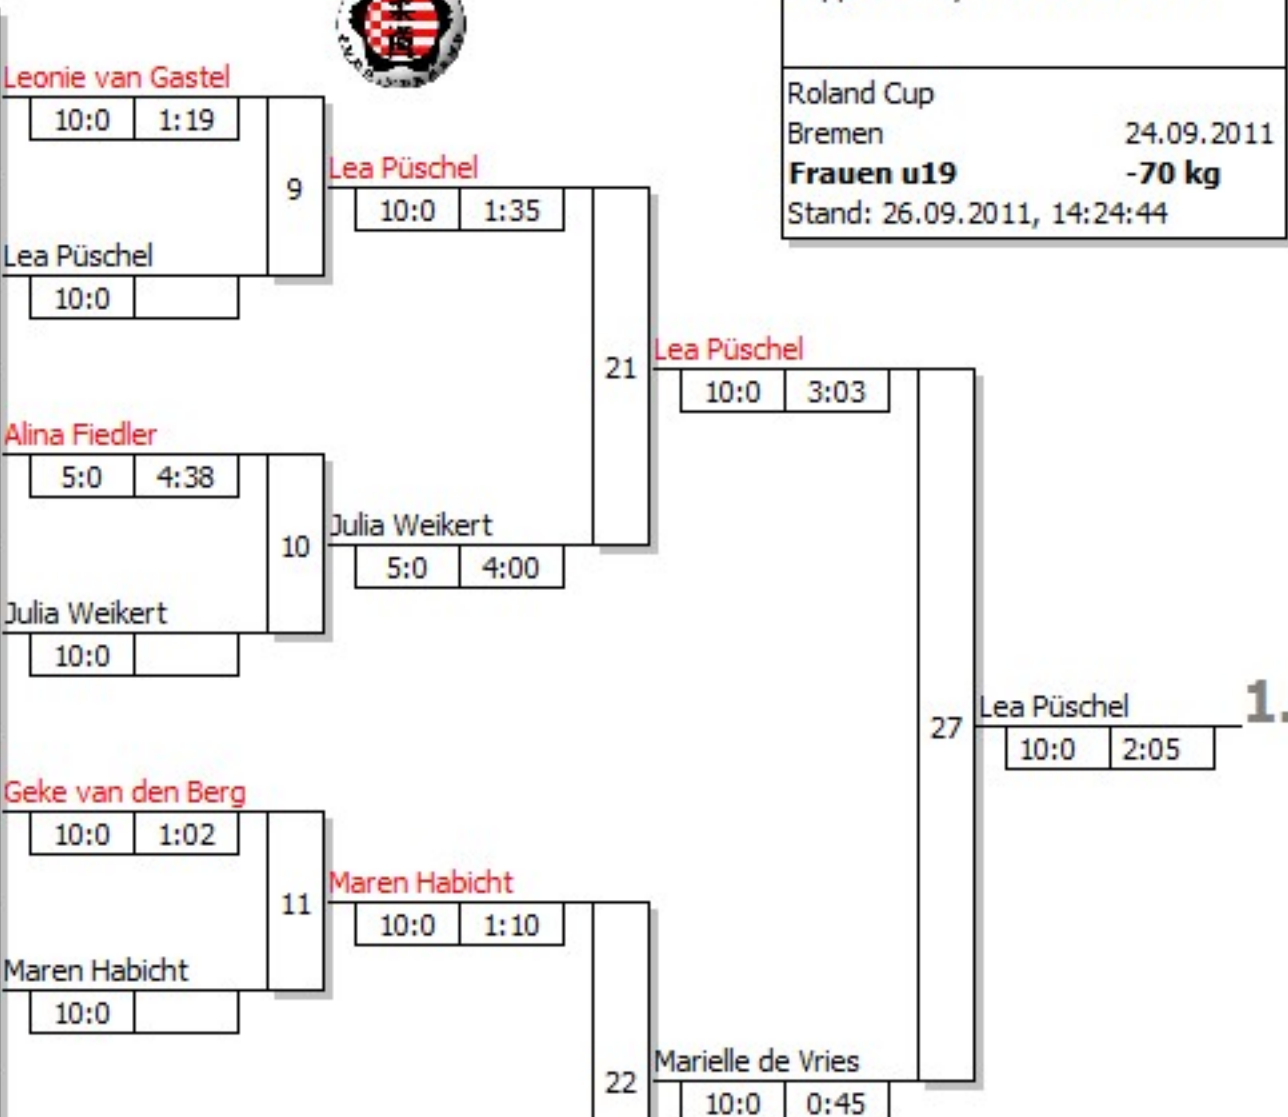 Leonie van Gastel
10:0 1:19
9
Lea Püschel
10:0
Lea Püschel
10:0 1:35
21
Alina Fiedler
5:0 4:38
10
Julia Weikert
10:0
Julia Weikert
5:0 4:00
Lea Püschel
10:0 3:03
27
Geke van den Berg
10:0 1:02
11
Maren Habicht
10:0
Maren Habicht
10:0 1:10
22
Marielle de Vries
10:0 0:45
Lea Püschel
10:0 2:05
1.
Roland Cup
Bremen 24.09.2011
Frauen u19 -70 kg
Stand: 26.09.2011, 14:24:44